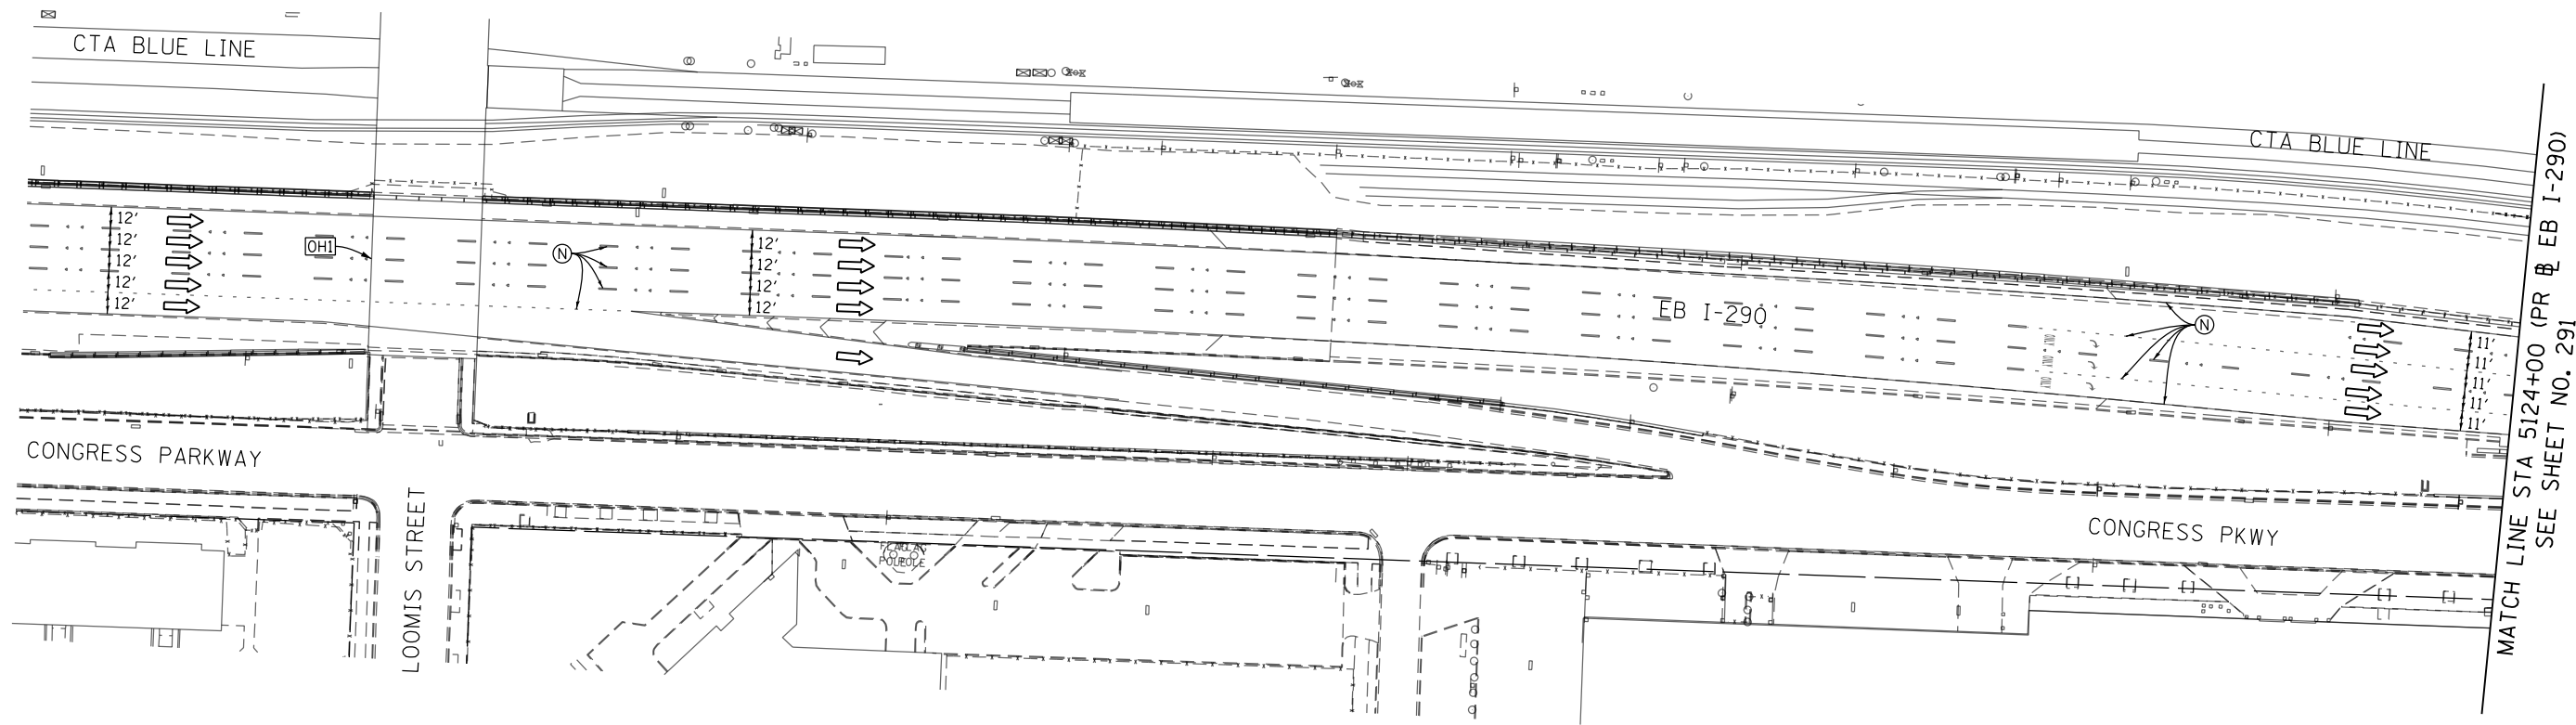 CTA BLUE LINE
CTA BLUE LINE
12'
12'
12'
12'
12'
OHI
N
12'
12'
12'
12'
EB I-290
N
11'
11'
11'
11'
11'
CONGRESS PARKWAY
LOOMIS STREET
CONGRESS PKWY
MATCH LINE STA 5124+00 (PR BL EB I-290)
SEE SHEET NO. 291